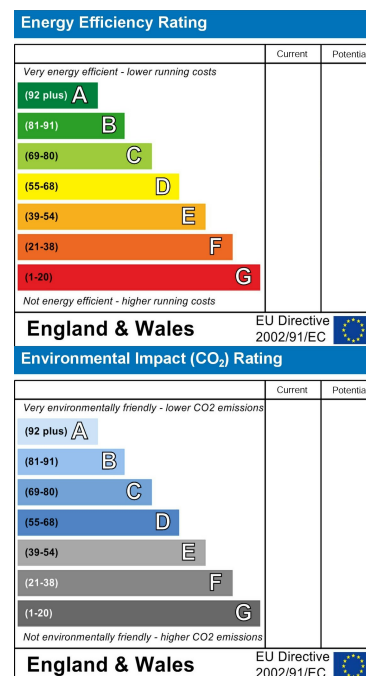 Energy Efficiency Rating
Current Potentia
Very energy efficient - lower running costs
(92 plus) A
(81-91) B
(69-80) C
(55-68) D
(39-54) E
(21-38) F
(1-20) G
Not energy efficient - higher running costs
England & Wales EU Directive
2002/91/EC
Environmental Impact (CO₂) Rating
Current Potentia
Very environmentally friendly - lower CO2 emissions
(92 plus) A
(81-91) B
(69-80) C
(55-68) D
(39-54) E
(21-38) F
(1-20) G
Not environmentally friendly - higher CO2 emissions
England & Wales EU Directive
2002/91/EC